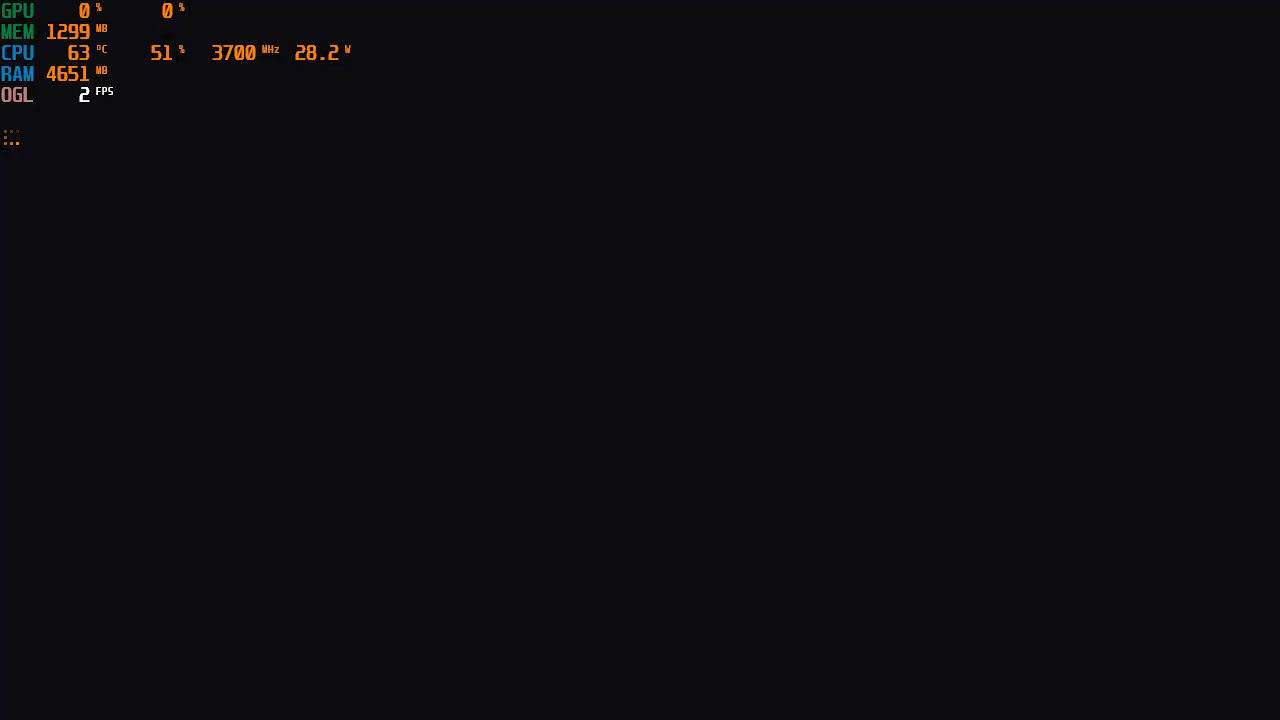 GPU 0 % 0 %
MEM 1299 MB
CPU 63 °C 51 % 3700 MHz 28.2 W
RAM 4651 MB
OGL 2 FPS